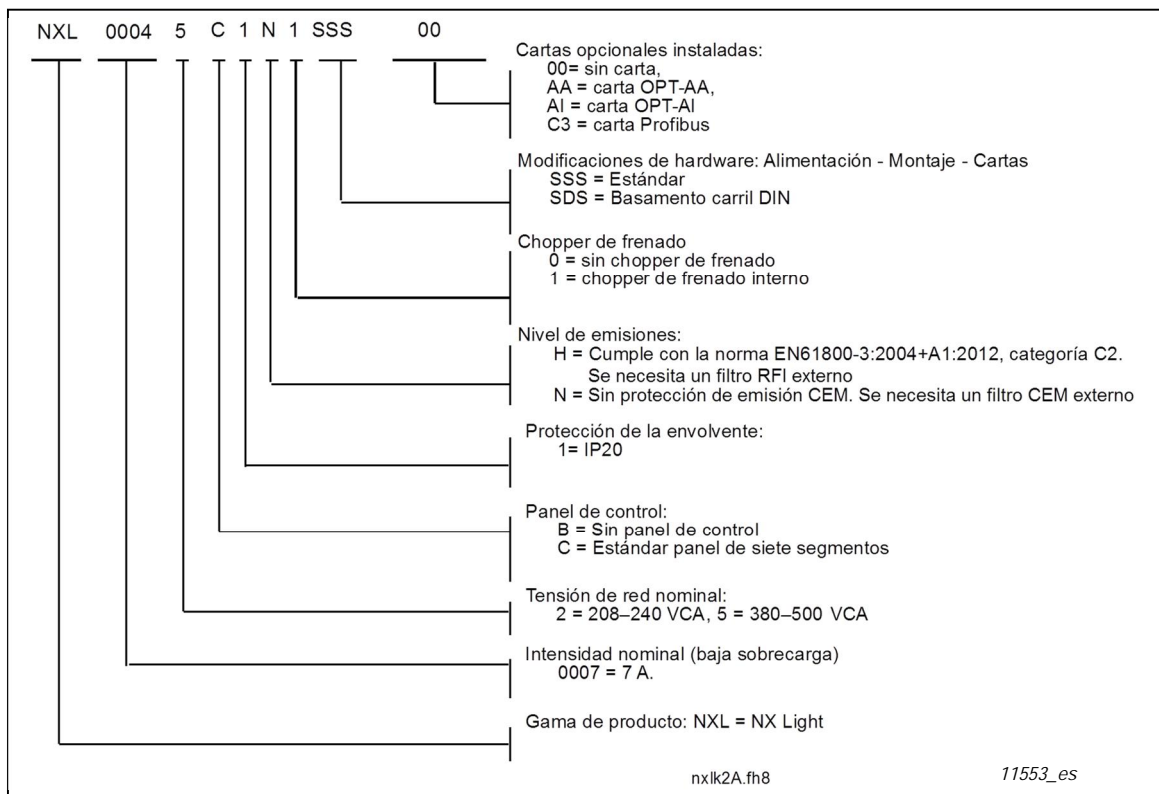 NXL 0004 5 C 1 N 1 SSS 00
Cartas opcionales instaladas:
00= sin carta,
AA = carta OPT-AA,
AI = carta OPT-AI
C3 = carta Profibus
Modificaciones de hardware: Alimentación - Montaje - Cartas
SSS = Estándar
SDS = Basamento carril DIN
Chopper de frenado
0 = sin chopper de frenado
1 = chopper de frenado interno
Nivel de emisiones:
H = Cumple con la norma EN61800-3:2004+A1:2012, categoría C2.
Se necesita un filtro RFI externo
N = Sin protección de emisión CEM. Se necesita un filtro CEM externo
Protección de la envolvente:
1= IP20
Panel de control:
B = Sin panel de control
C = Estándar panel de siete segmentos
Tensión de red nominal:
2 = 208–240 VCA, 5 = 380–500 VCA
Intensidad nominal (baja sobrecarga)
0007 = 7 A.
Gama de producto: NXL = NX Light
nxlk2A.fh8
11553_es